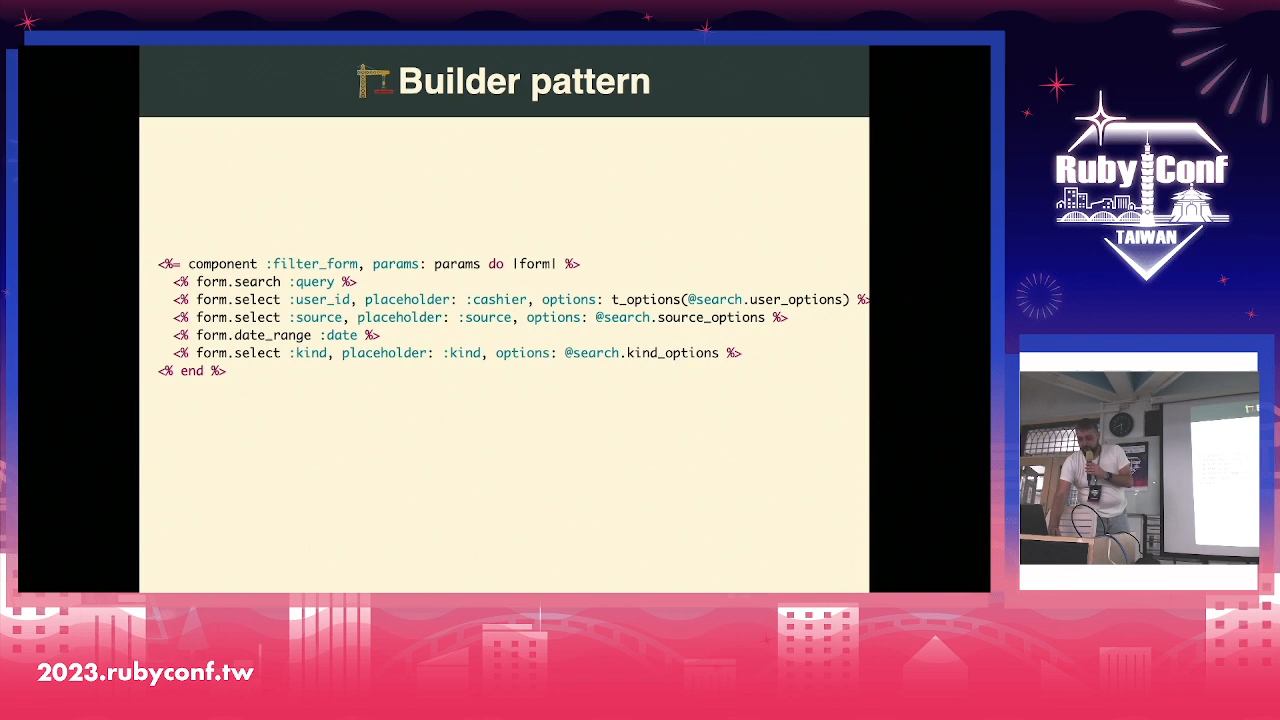 Builder pattern
<%= component :filter_form, params: params do |form| %>
<% form.search :query %>
<% form.select :user_id, placeholder: :cashier, options: t_options(@search.user_options) %>
<% form.select :source, placeholder: :source, options: @search.source_options %>
<% form.date_range :date %>
<% form.select :kind, placeholder: :kind, options: @search.kind_options %>
<% end %>
RubyConf
TAIWAN
2023.rubyconf.tw